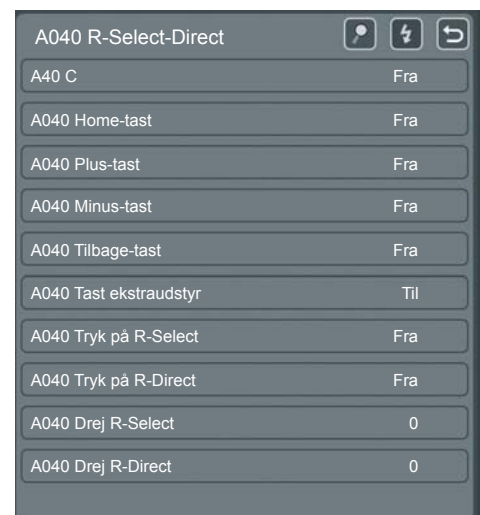 A040 R-Select-Direct
A40 C Fra
A040 Home-tast Fra
A040 Plus-tast Fra
A040 Minus-tast Fra
A040 Tilbage-tast Fra
A040 Tast ekstraudstyr Til
A040 Tryk på R-Select Fra
A040 Tryk på R-Direct Fra
A040 Drej R-Select 0
A040 Drej R-Direct 0